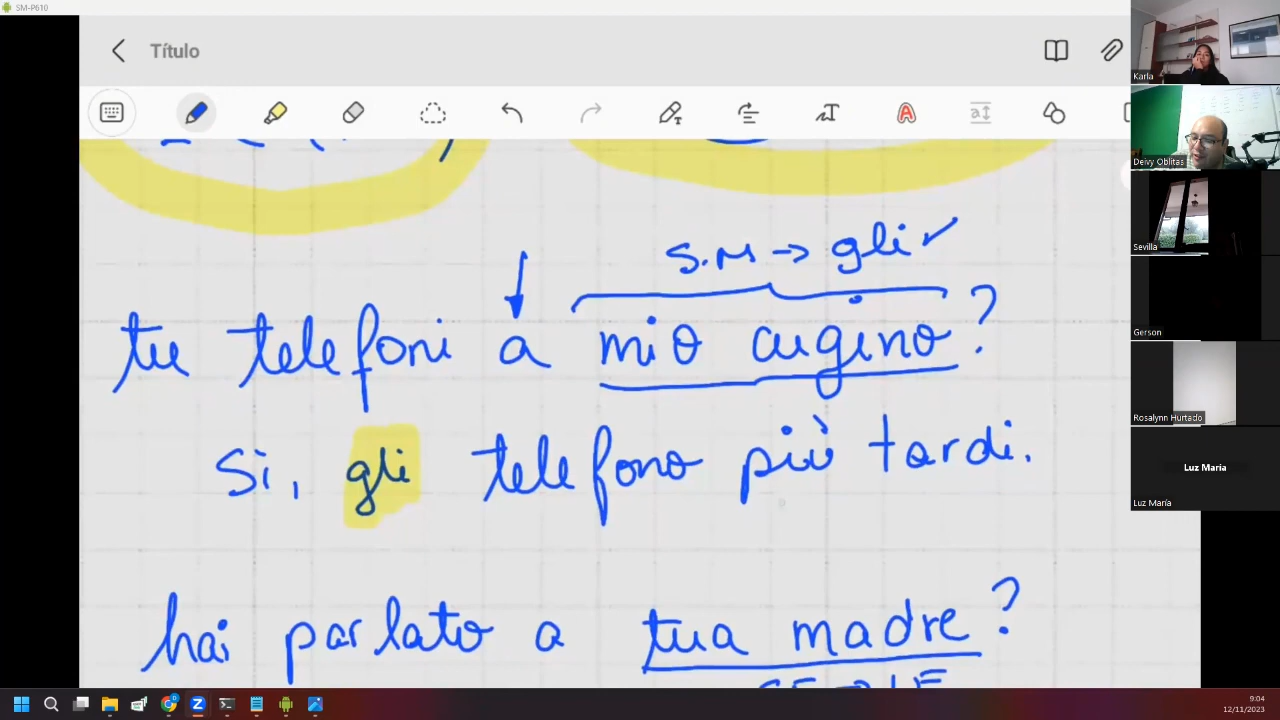 SM-P610
Título
Karla
Deivy Oblitas
Sevilla
Gerson
Rosalynn Hurtado
Luz María
Luz María
s.m → gli ✓
tu telefoni a mio cugino?
Si, gli telefono più tardi.
hai parlato a tua madre?
9:04
12/11/2023